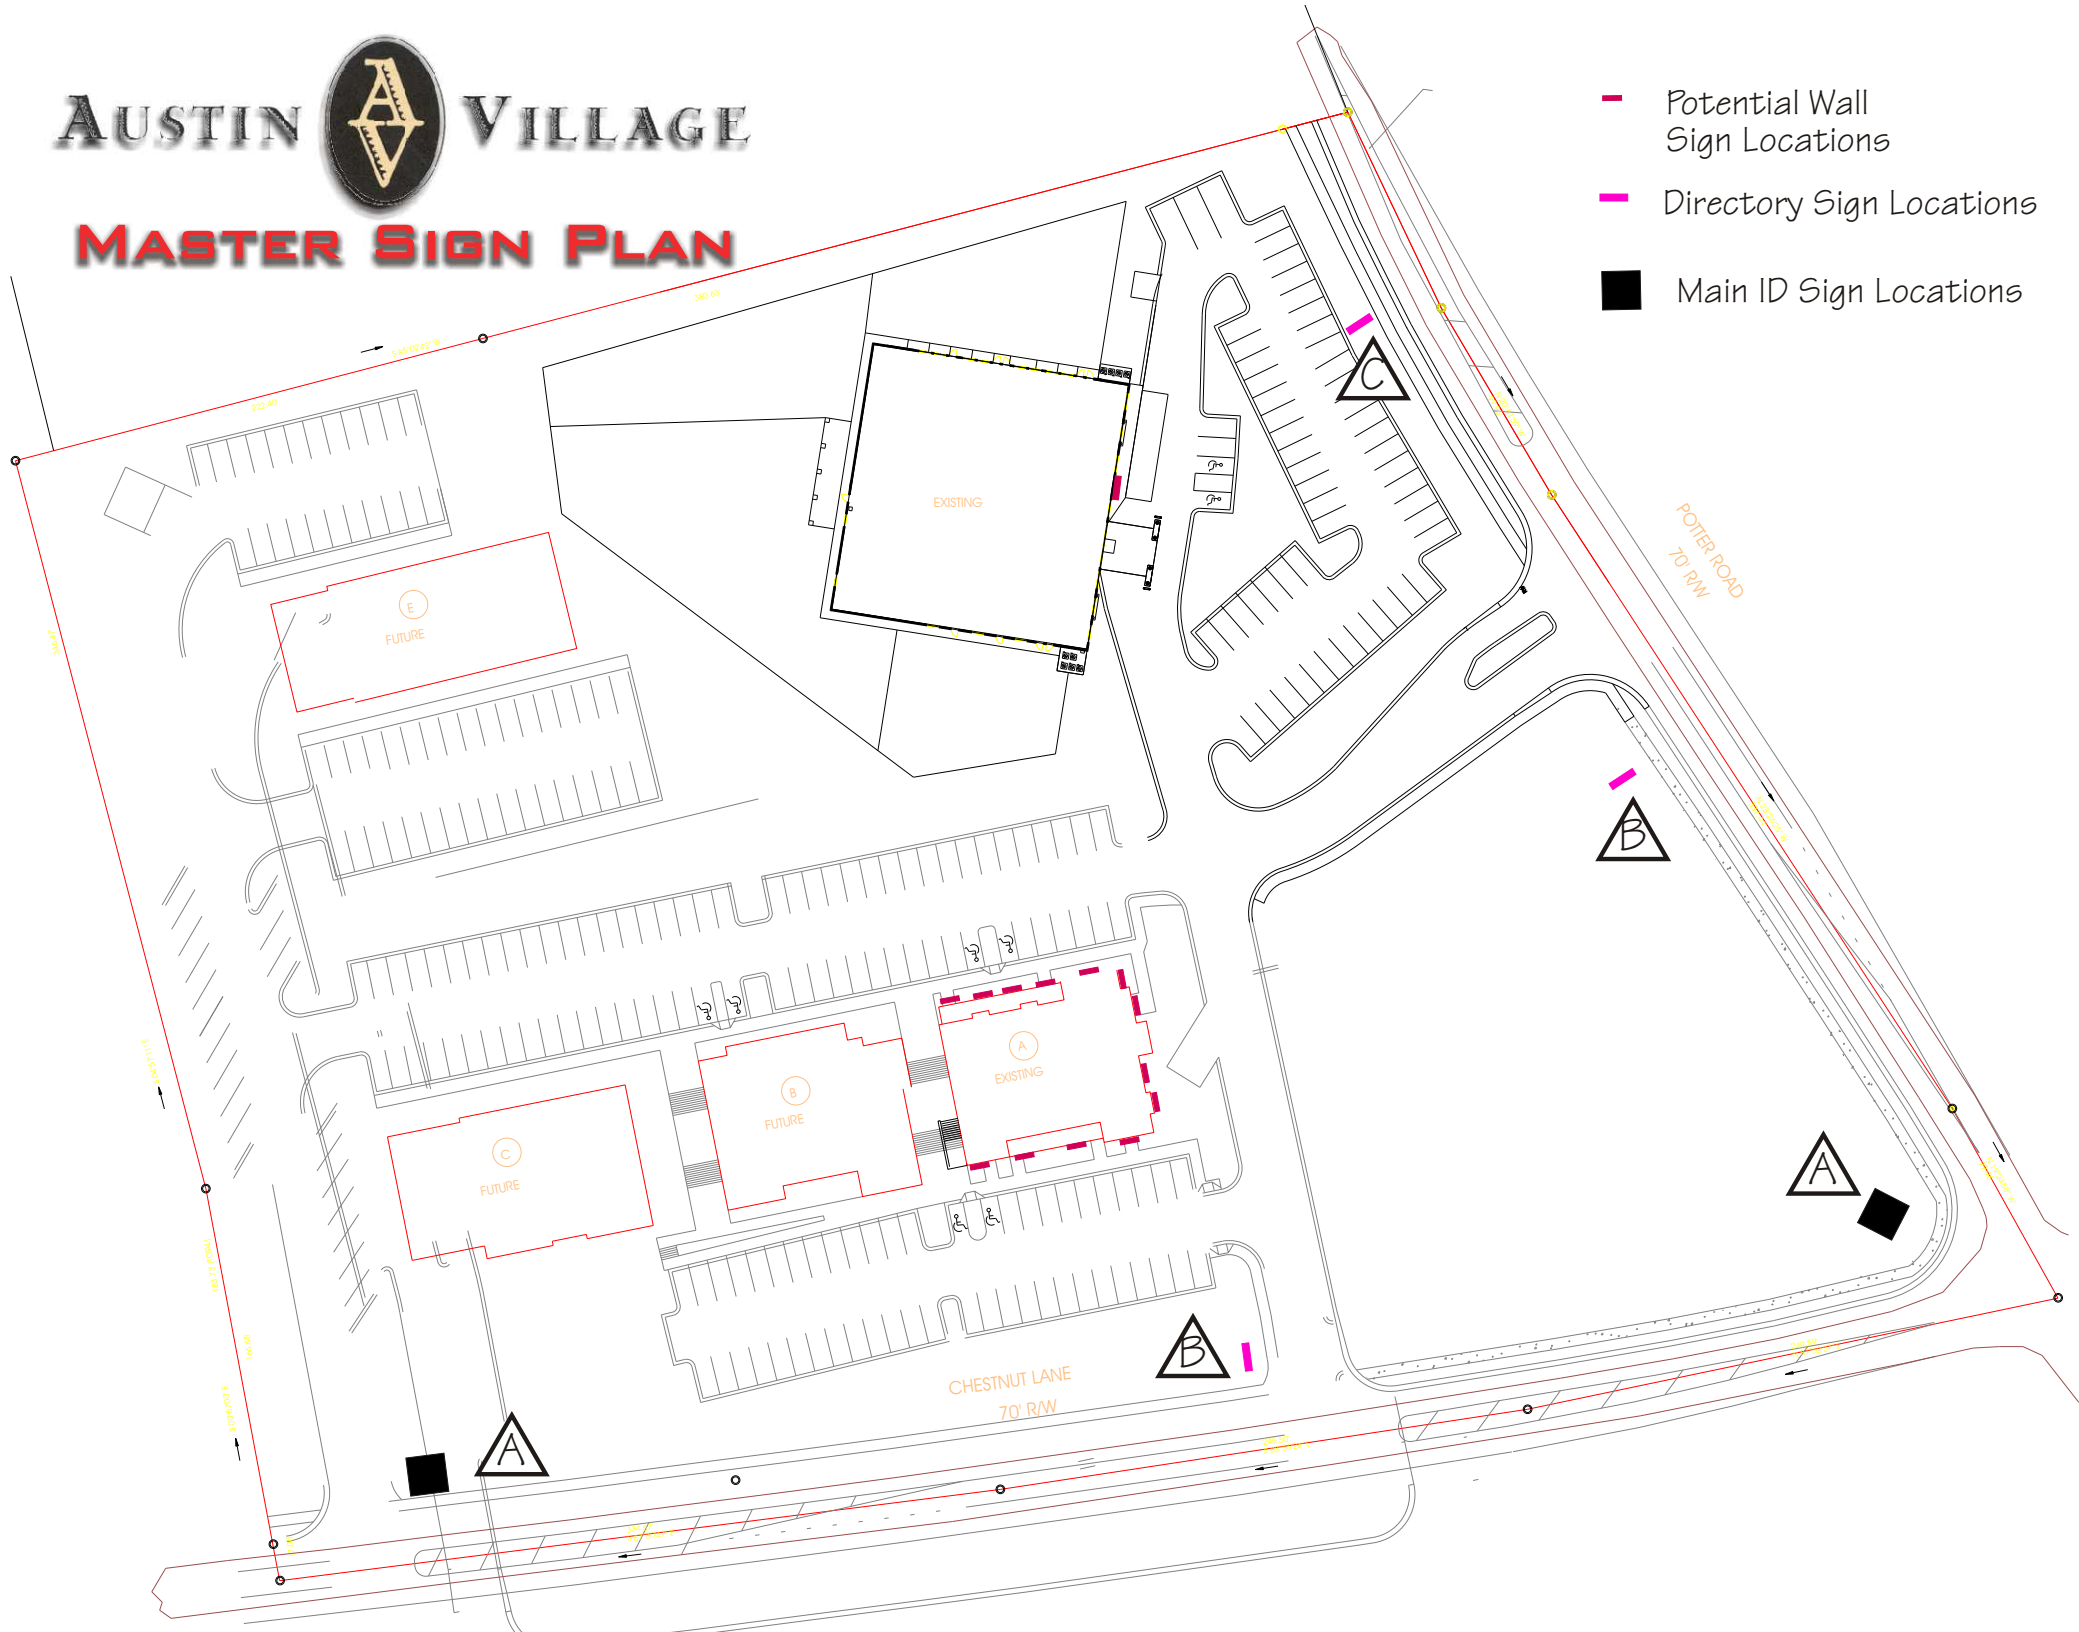 AUSTIN AV VILLAGE
MASTER SIGN PLAN
Potential Wall
Sign Locations
Directory Sign Locations
Main ID Sign Locations
C
EXISTING
POTTER ROAD
70' R/W
E
FUTURE
B
A
EXISTING
B
FUTURE
C
FUTURE
A
B
CHESTNUT LANE
70' R/W
A